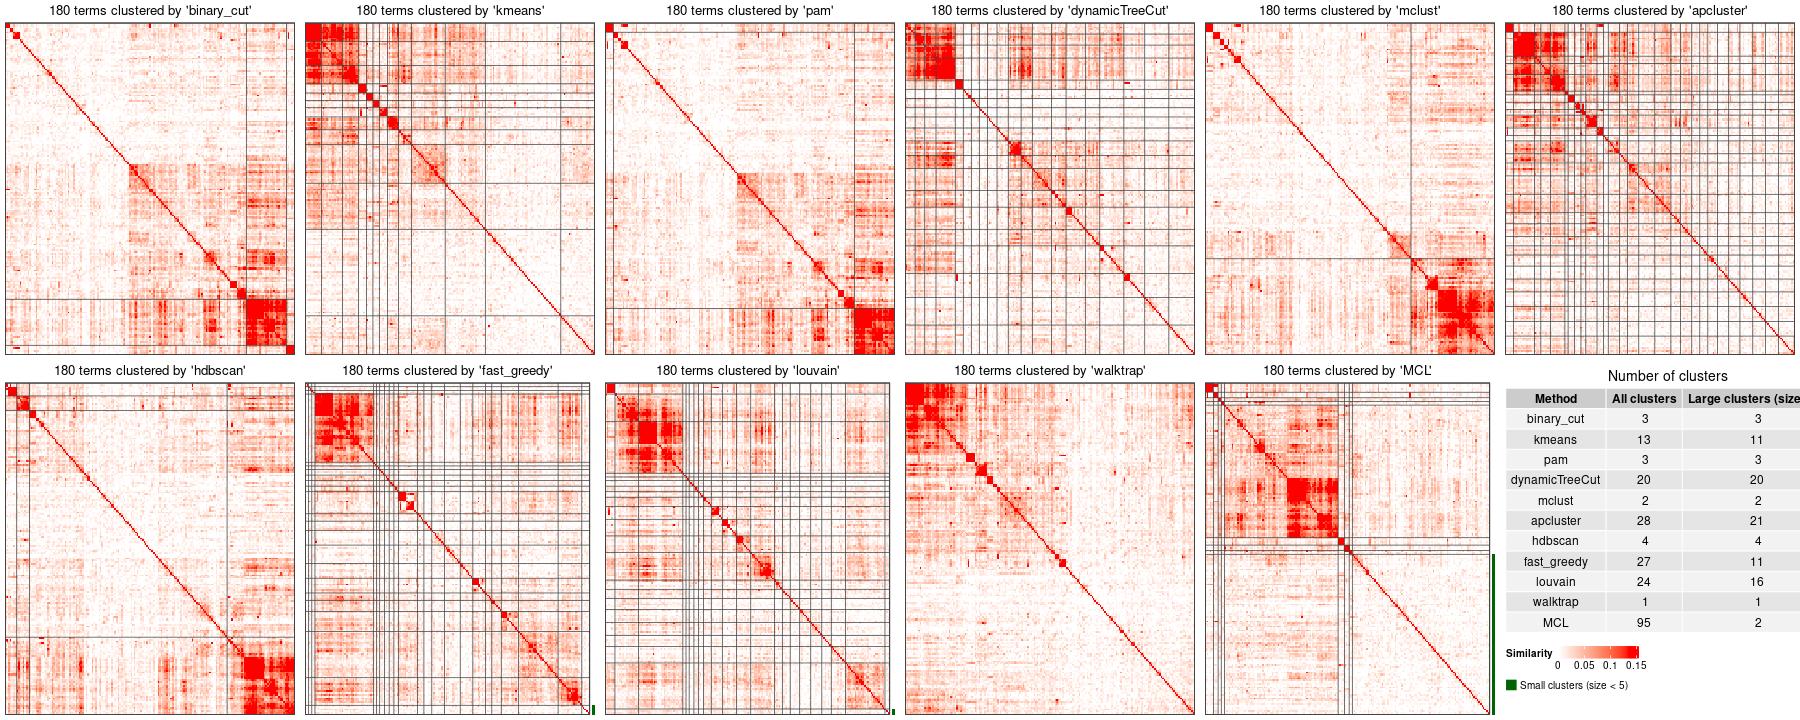 180 terms clustered by 'binary_cut'
180 terms clustered by 'kmeans'
180 terms clustered by 'pam'
180 terms clustered by 'dynamicTreeCut'
180 terms clustered by 'mclust'
180 terms clustered by 'apcluster'
180 terms clustered by 'hdbscan'
180 terms clustered by 'fast_greedy'
180 terms clustered by 'louvain'
180 terms clustered by 'walktrap'
180 terms clustered by 'MCL'
Number of clusters
Method All clusters Large clusters (size
binary_cut 3 3
kmeans 13 11
pam 3 3
dynamicTreeCut 20 20
mclust 2 2
apcluster 28 21
hdbscan 4 4
fast_greedy 27 11
louvain 24 16
walktrap 1 1
MCL 95 2
Similarity
0 0.05 0.1 0.15
Small clusters (size < 5)